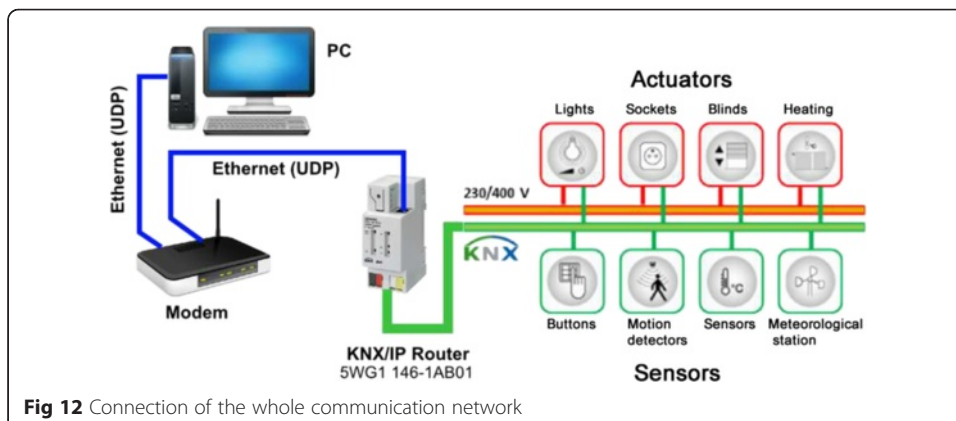 PC
Ethernet (UDP)
Ethernet (UDP)
Modem
KNX/IP Router
5WG1 146-1AB01
Actuators
Lights
Sockets
Blinds
Heating
230/400 V
KNX
°C
Buttons
Motion
detectors
Sensors
Meteorological
station
Sensors
Fig 12 Connection of the whole communication network